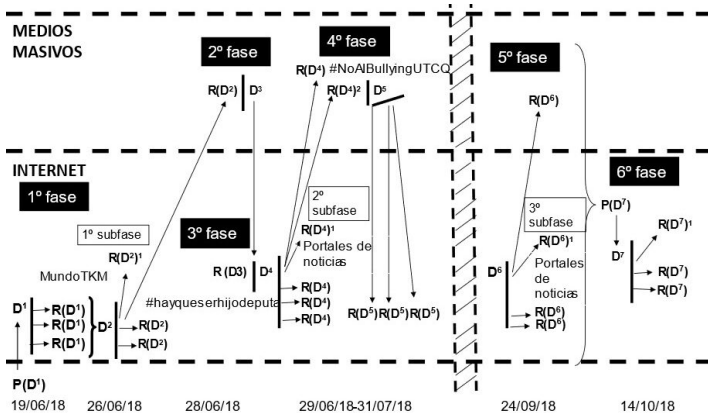 MEDIOS
MASIVOS
2º fase
4º fase
5º fase
R(D⁴) #NoAlBullyingUTCQ
R(D²) D³
R(D⁴)² D⁵
R(D⁶)
INTERNET
1º fase
6º fase
2º
subfase
3º
subfase
P(D⁷)
1º subfase
3º fase
R(D⁴)¹
R(D⁷)¹
R(D²)¹
Portales de
noticias
R(D⁶)¹
D⁷
MundoTKM
R (D3) D⁴
D⁶
Portales
de
noticias
R(D⁷)
R(D⁷)
#hayqueserhijodeputa
R(D⁴)
R(D⁴)
R(D⁴)
D¹ R(D¹)
R(D¹)
R(D¹)
D²
R(D²)
R(D²)
R(D⁵)R(D⁵)R(D⁵)
R(D⁶)
R(D⁶)
P(D¹)
19/06/18 26/06/18 28/06/18 29/06/18-31/07/18 24/09/18 14/10/18